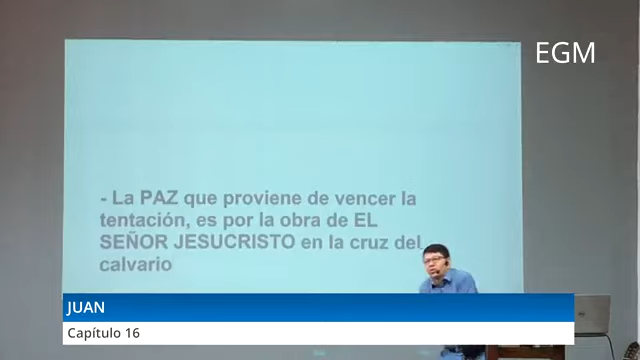 EGM
- La PAZ que proviene de vencer la
tentación, es por la obra de EL
SEÑOR JESUCRISTO en la cruz del
calvario
JUAN
Capítulo 16